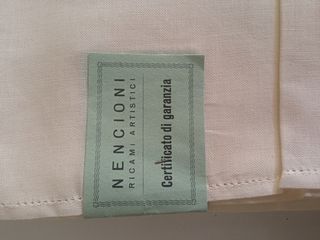 NENCIONI
RICAMI ARTISTICI
Certificato di garanzia